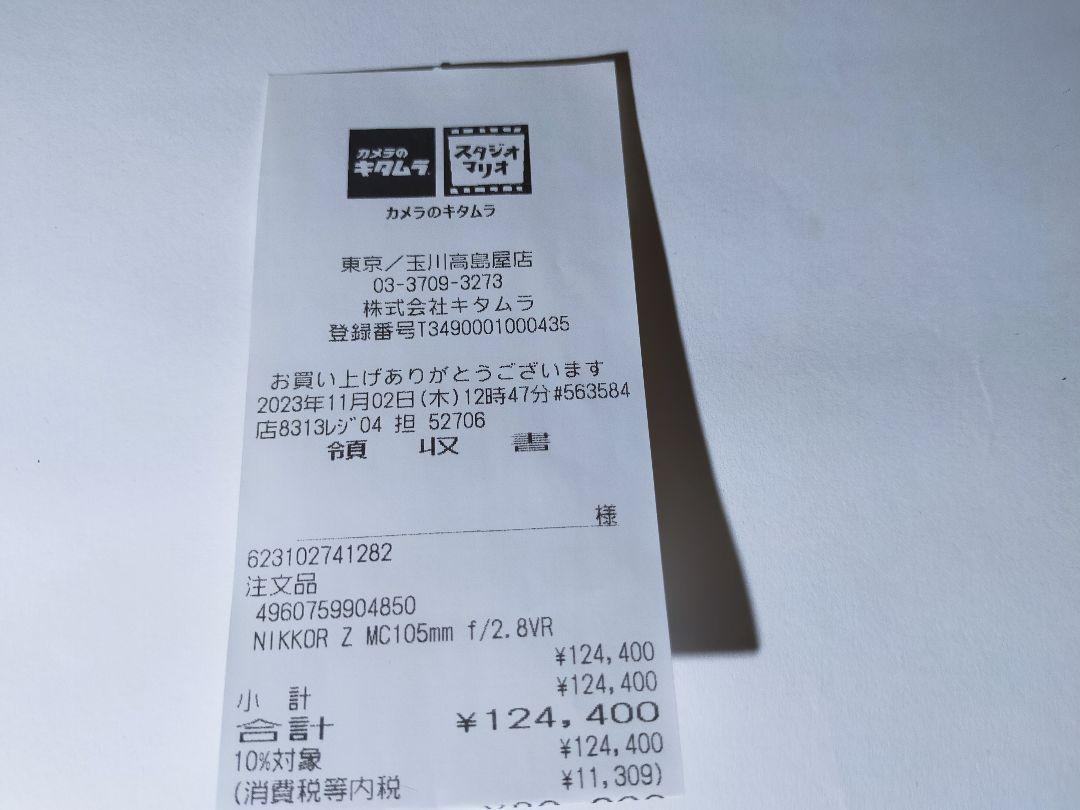 カメラの
キタムラ
スタジオ
マリオ
カメラのキタムラ
東京／玉川高島屋店
03-3709-3273
株式会社キタムラ
登録番号T3490001000435
お買い上げありがとうございます
2023年11月02日(木)12時47分#563584
店8313ﾚｼﾞ04 担 52706
領 収 書
様
623102741282
注文品
4960759904850
NIKKOR Z MC105mm f/2.8VR
¥124,400
小 計 ¥124,400
合計 ¥124,400
10%対象 ¥124,400
(消費税等内税 ¥11,309)